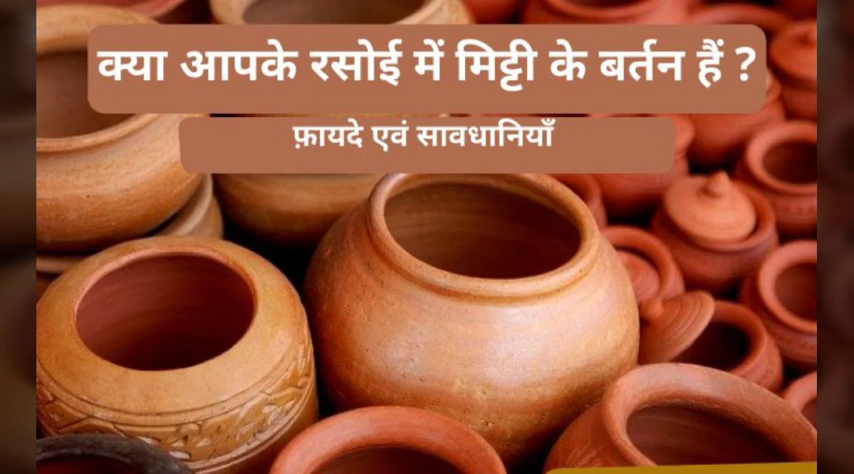 क्या आपके रसोई में मिट्टी के बर्तन हैं ?
फ़ायदे एवं सावधानियाँ